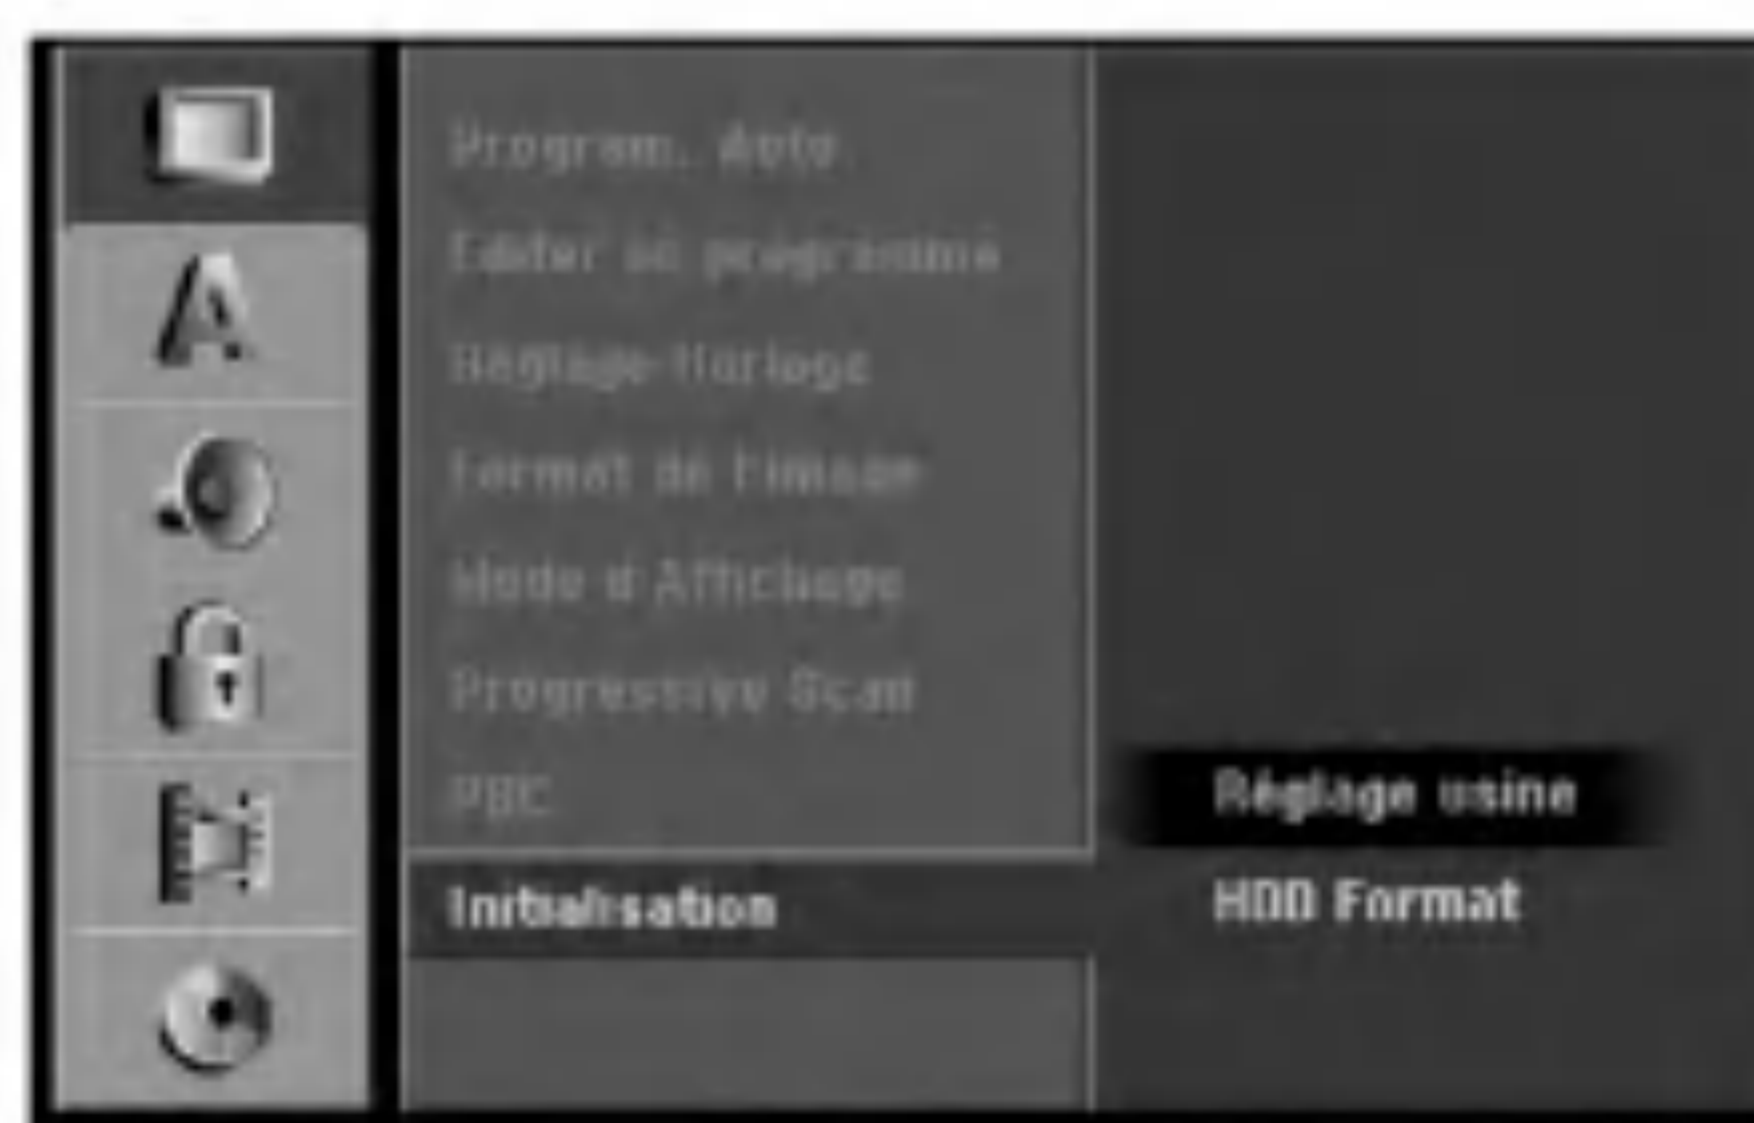 Program. Auto
Editer le programme
Réglage Horloge
Format de l'image
Mode d'Affichage
Progressive Scan
PBC
Initialisation
Réglage usine
HDD Format